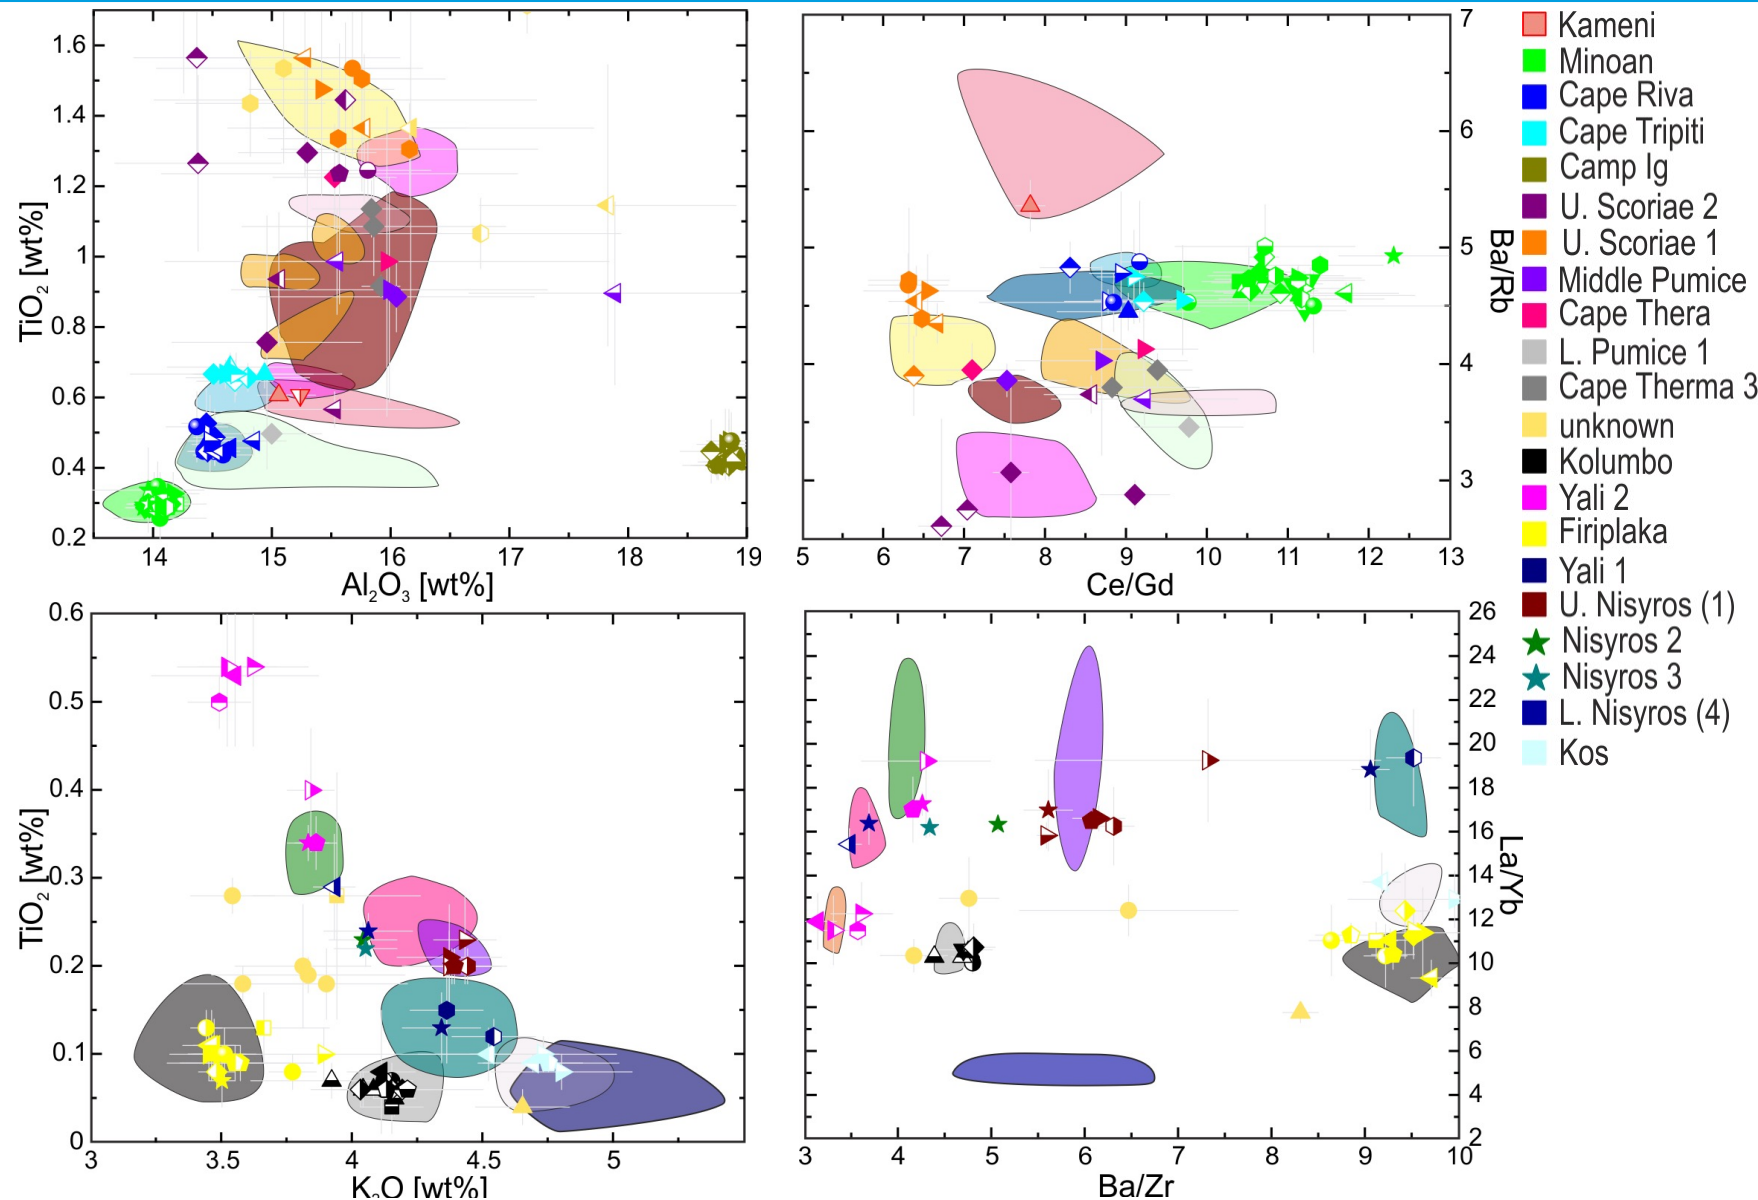 1.6
1.4
1.2
1
0.8
0.6
0.4
0.2
TiO2 [wt%]
14
15
16
17
18
19
Al2O3 [wt%]
7
6
5
4
3
Ba/Rb
5
6
7
8
9
10
11
12
13
Ce/Gd
Kameni
Minoan
Cape Riva
Cape Tripiti
Camp Ig
U. Scoriae 2
U. Scoriae 1
Middle Pumice
Cape Thera
L. Pumice 1
Cape Therma 3
unknown
Kolumbo
Yali 2
Firiplaka
Yali 1
U. Nisyros (1)
Nisyros 2
Nisyros 3
L. Nisyros (4)
Kos
0.6
0.5
0.4
0.3
0.2
0.1
0
TiO2 [wt%]
3
3.5
4
4.5
5
K2O [wt%]
26
24
22
20
18
16
14
12
10
8
6
4
2
La/Yb
3
4
5
6
7
8
9
10
Ba/Zr